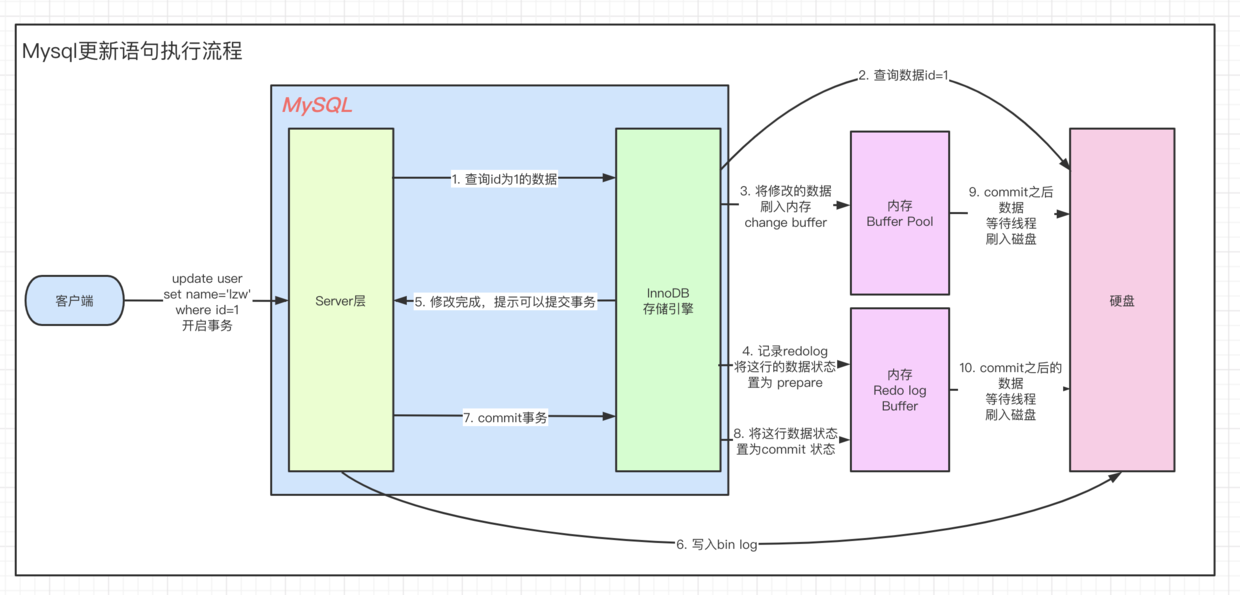 Mysql更新语句执行流程
MySQL
2. 查询数据id=1
1. 查询id为1的数据
3. 将修改的数据
刷入内存
change buffer
内存
Buffer Pool
9. commit之后
数据
等待线程
刷入磁盘
客户端
update user
set name='lzw'
where id=1
开启事务
Server层
5. 修改完成，提示可以提交事务
InnoDB
存储引擎
硬盘
4. 记录redolog
将这行的数据状态
置为 prepare
内存
Redo log
Buffer
10. commit之后的
数据
等待线程
刷入磁盘
7. commit事务
8. 将这行数据状态
置为commit 状态
6. 写入bin log